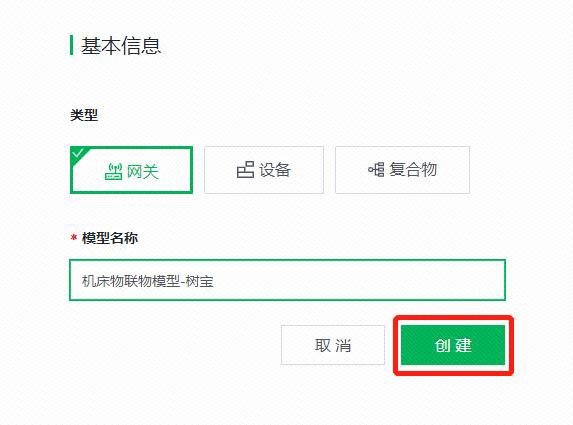 基本信息
类型
网关 设备 复合物
* 模型名称
机床物联物模型-树宝
取消 创建